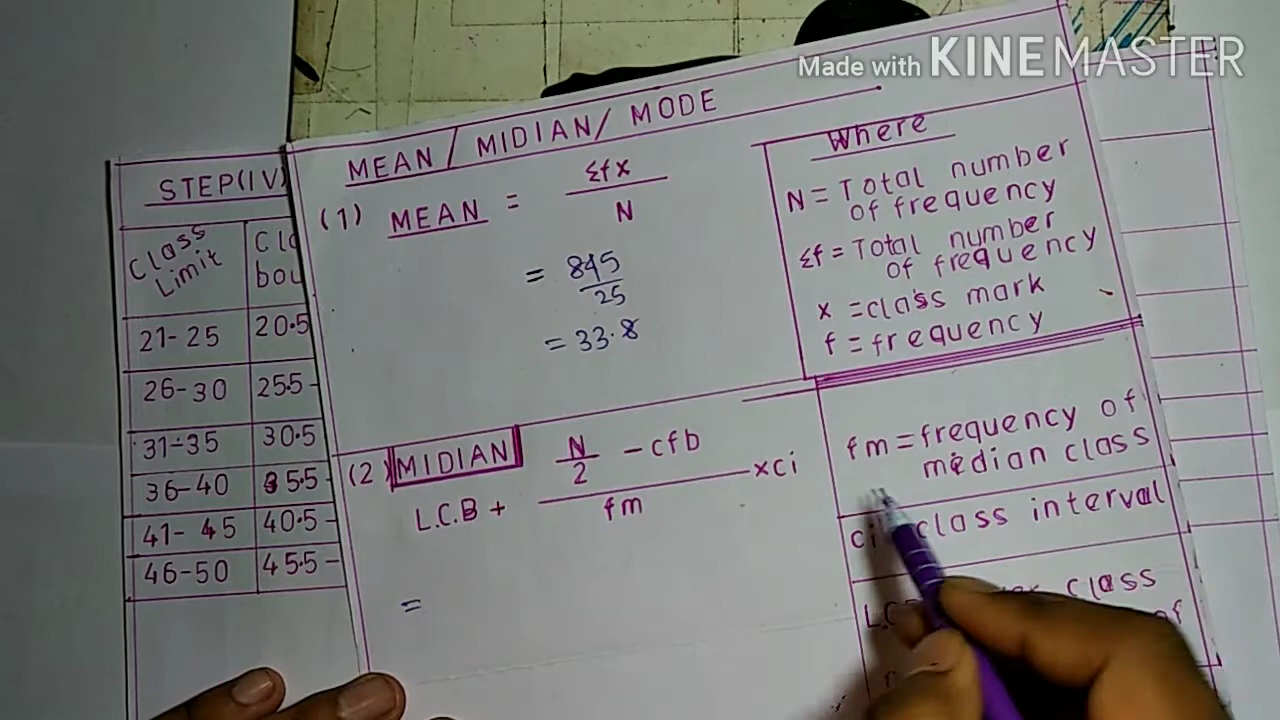 Made with KINEMASTER
STEP(IV)
Class Limit
21-25 20.5
26-30 255-
31-35 30.5
36-40 35.5-
41-45 40.5-
46-50 45.5-
MEAN / MIDIAN / MODE
(1) MEAN = Σfx / N
= 845 / 25
= 33.8
Where
N = Total number
of frequency
Σf = Total number
of frequency
x = class mark
f = frequency
(2) MIDIAN
L.C.B + N/2 - cfb / fm × ci
=
fm = frequency of
median class
ci class interval
class